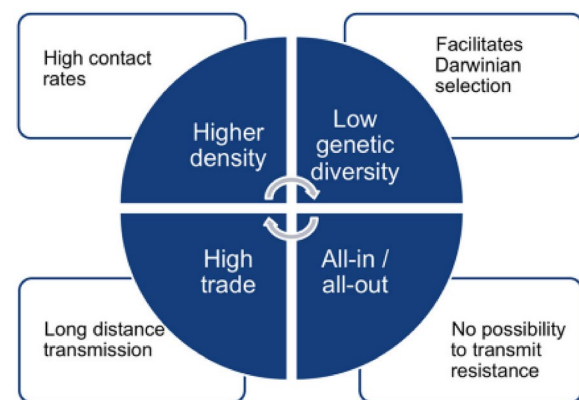 High contact
rates
Higher
density
Low
genetic
diversity
Facilitates
Darwinian
selection
High
trade
Long distance
transmission
All-in /
all-out
No possibility
to transmit
resistance